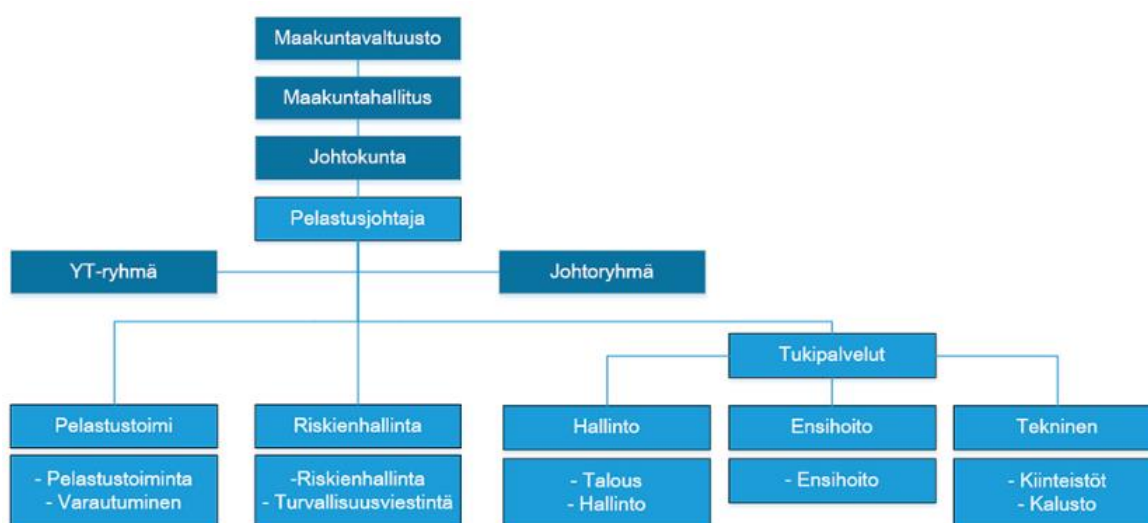 Maakuntavaltuusto
Maakuntahallitus
Johtokunta
Pelastusjohtaja
YT-ryhmä
Johtoryhmä
Tukipalvelut
Pelastustoimi
Riskienhallinta
Hallinto
Ensihoito
Tekninen
- Pelastustoiminta
- Varautuminen
-Riskienhallinta
- Turvallisuusviestintä
- Talous
- Hallinto
- Ensihoito
- Kiinteistöt
- Kalusto